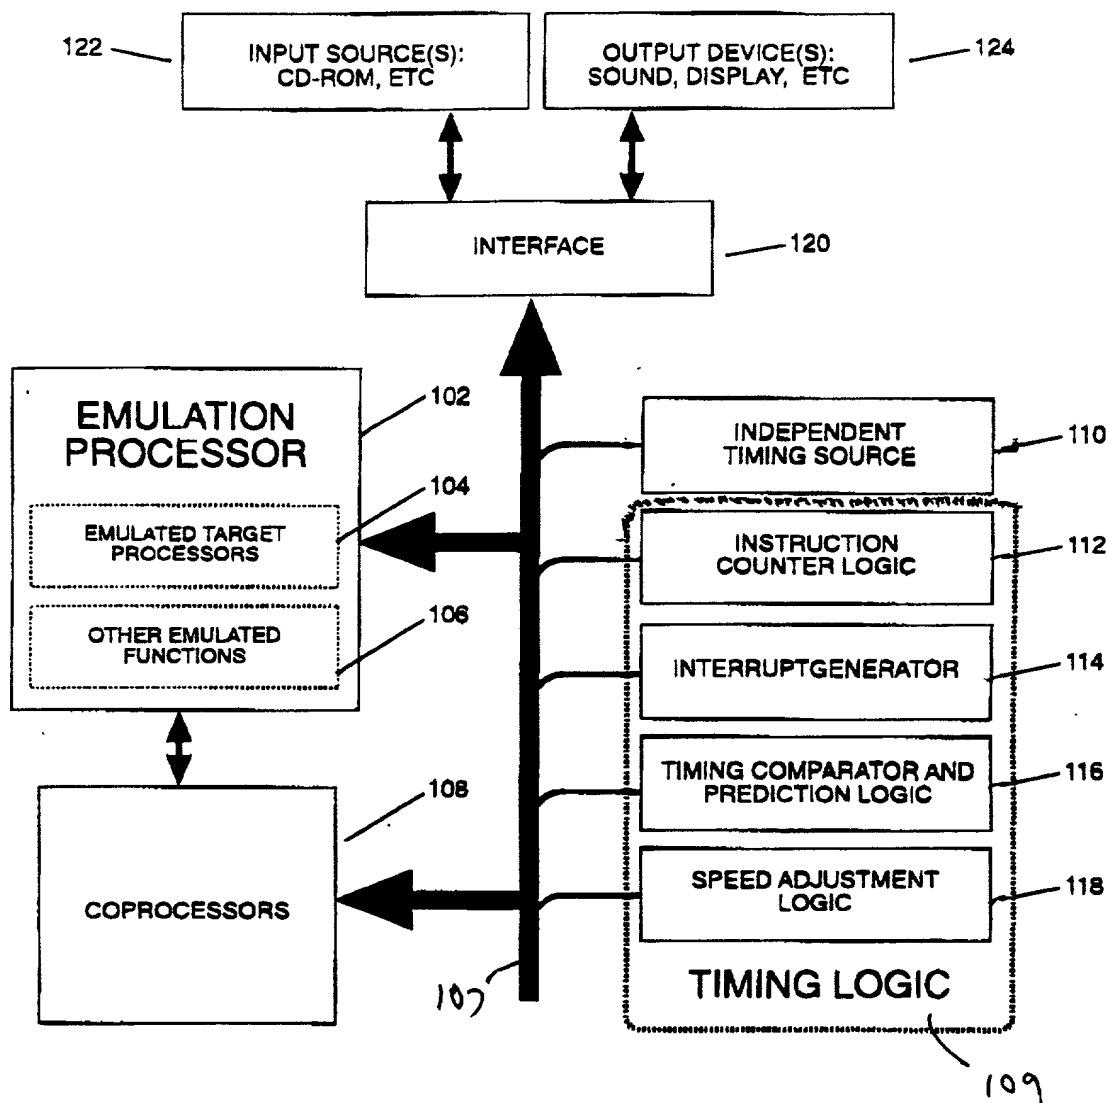 122
INPUT SOURCE(S):
CD-ROM, ETC
OUTPUT DEVICE(S):
SOUND, DISPLAY, ETC
124
INTERFACE
120
EMULATION
PROCESSOR
102
104
EMULATED TARGET
PROCESSORS
106
OTHER EMULATED
FUNCTIONS
108
COPROCESSORS
107
INDEPENDENT
TIMING SOURCE
110
INSTRUCTION
COUNTER LOGIC
112
INTERRUPTGENERATOR
114
TIMING COMPARATOR AND
PREDICTION LOGIC
116
SPEED ADJUSTMENT
LOGIC
118
TIMING LOGIC
109